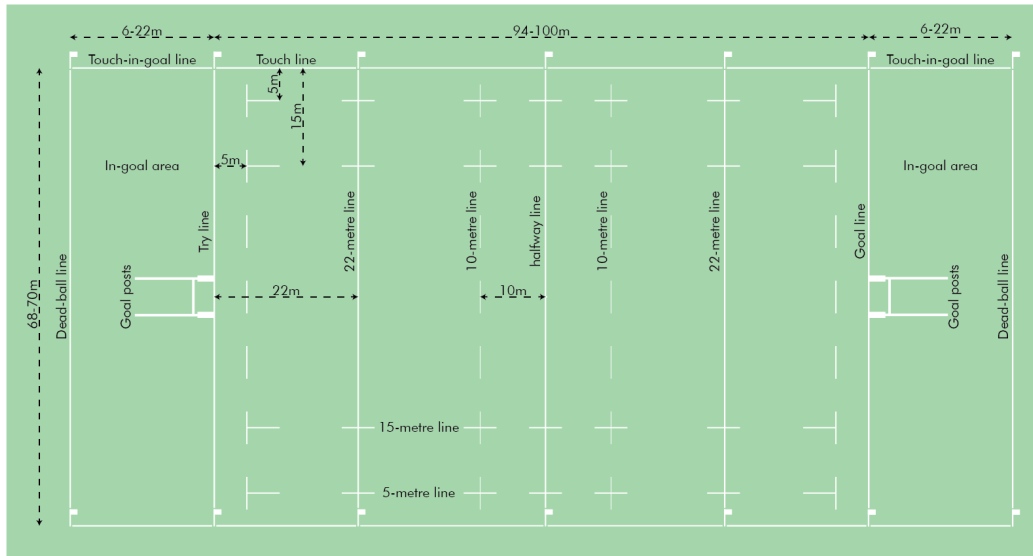 6-22m
94-100m
6-22m
Touch-in-goal line
Touch line
Touch-in-goal line
5m
15m
In-goal area
5m
In-goal area
68-70m
Dead-ball line
Goal posts
Try line
22-metre line
10-metre line
halfway line
10-metre line
22-metre line
Goal line
Goal posts
Dead-ball line
22m
10m
15-metre line
5-metre line